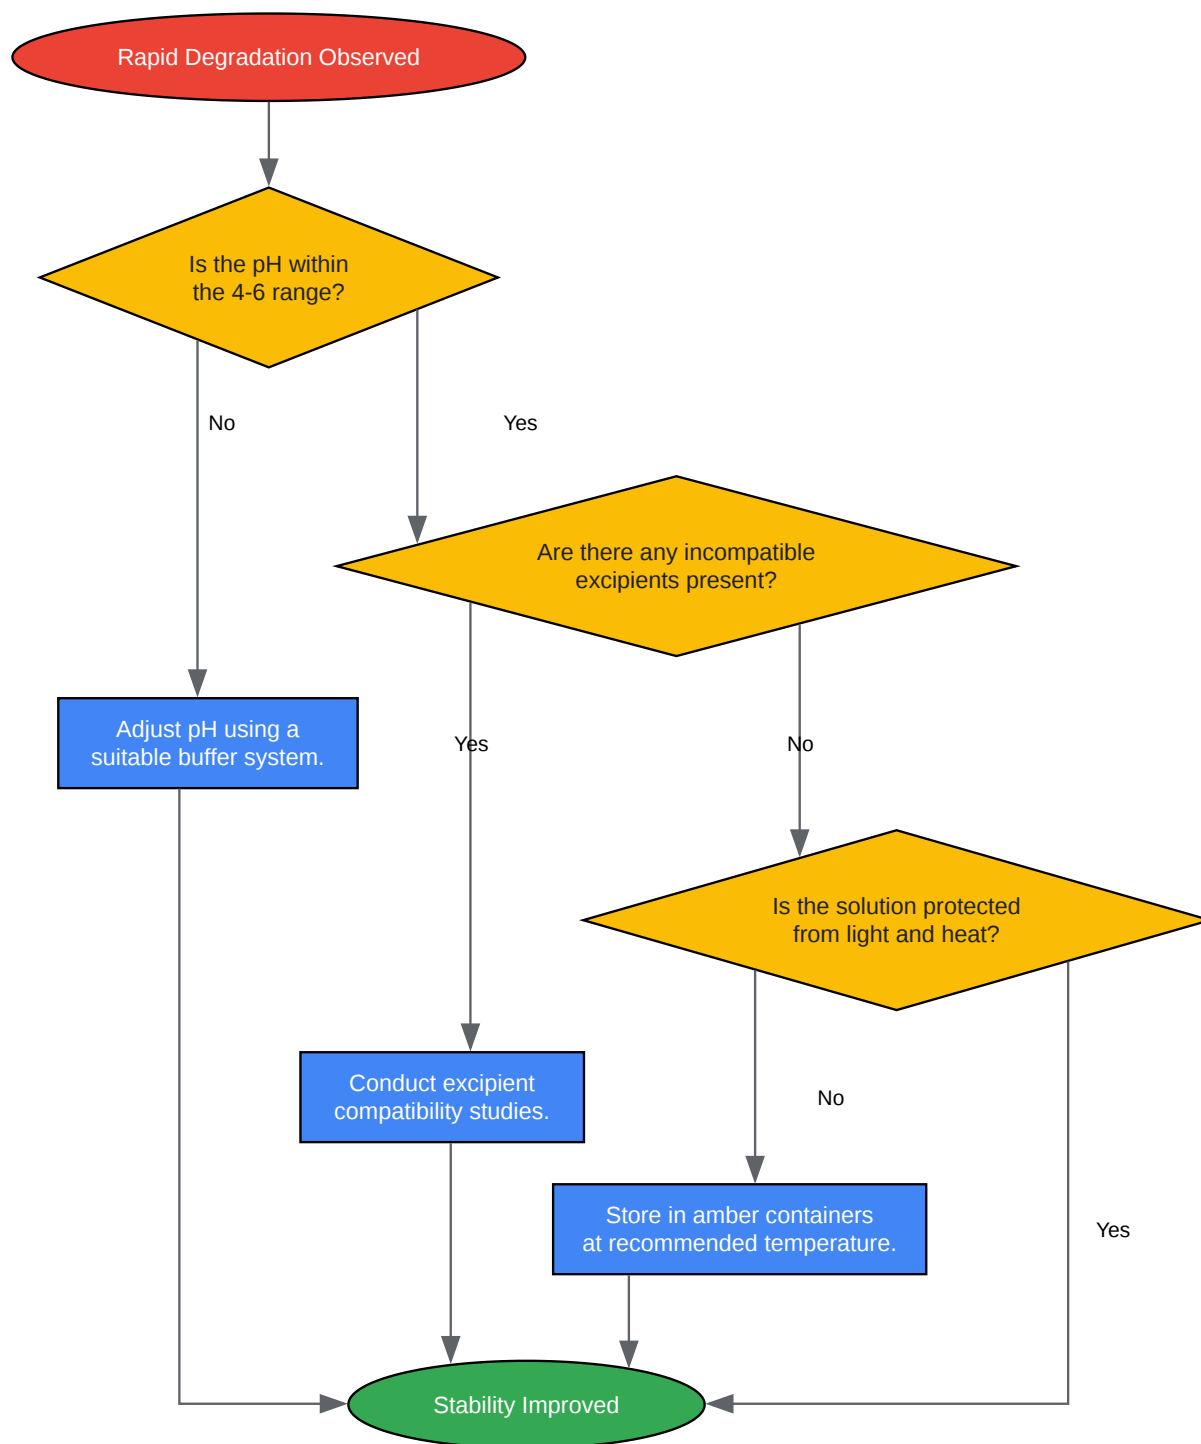 Rapid Degradation Observed
Is the pH within
the 4-6 range?
No
Yes
Are there any incompatible
excipients present?
Adjust pH using a
suitable buffer system.
Yes
No
Is the solution protected
from light and heat?
Conduct excipient
compatibility studies.
No
Store in amber containers
at recommended temperature.
Yes
Stability Improved